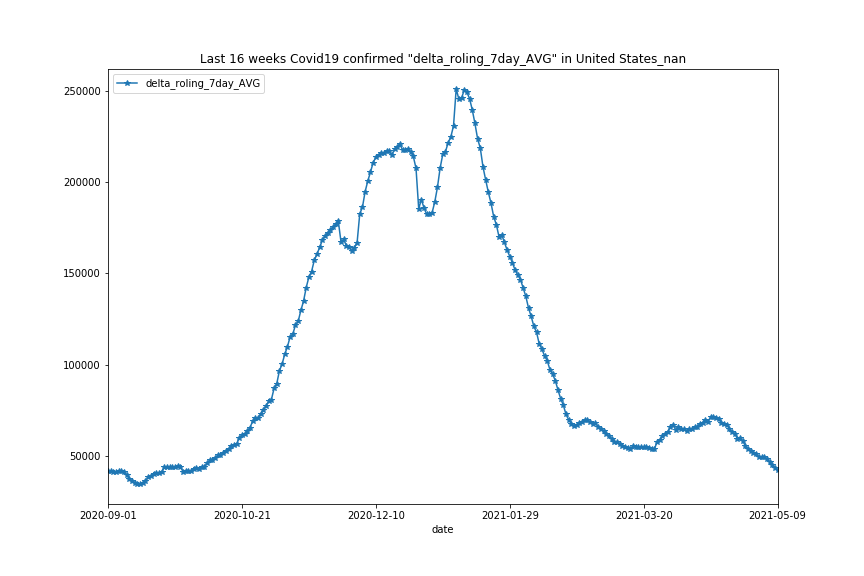 Last 16 weeks Covid19 confirmed "delta_roling_7day_AVG" in United States_nan
delta_roling_7day_AVG
250000
200000
150000
100000
50000
2020-09-01 2020-10-21 2020-12-10 2021-01-29 2021-03-20 2021-05-09
date